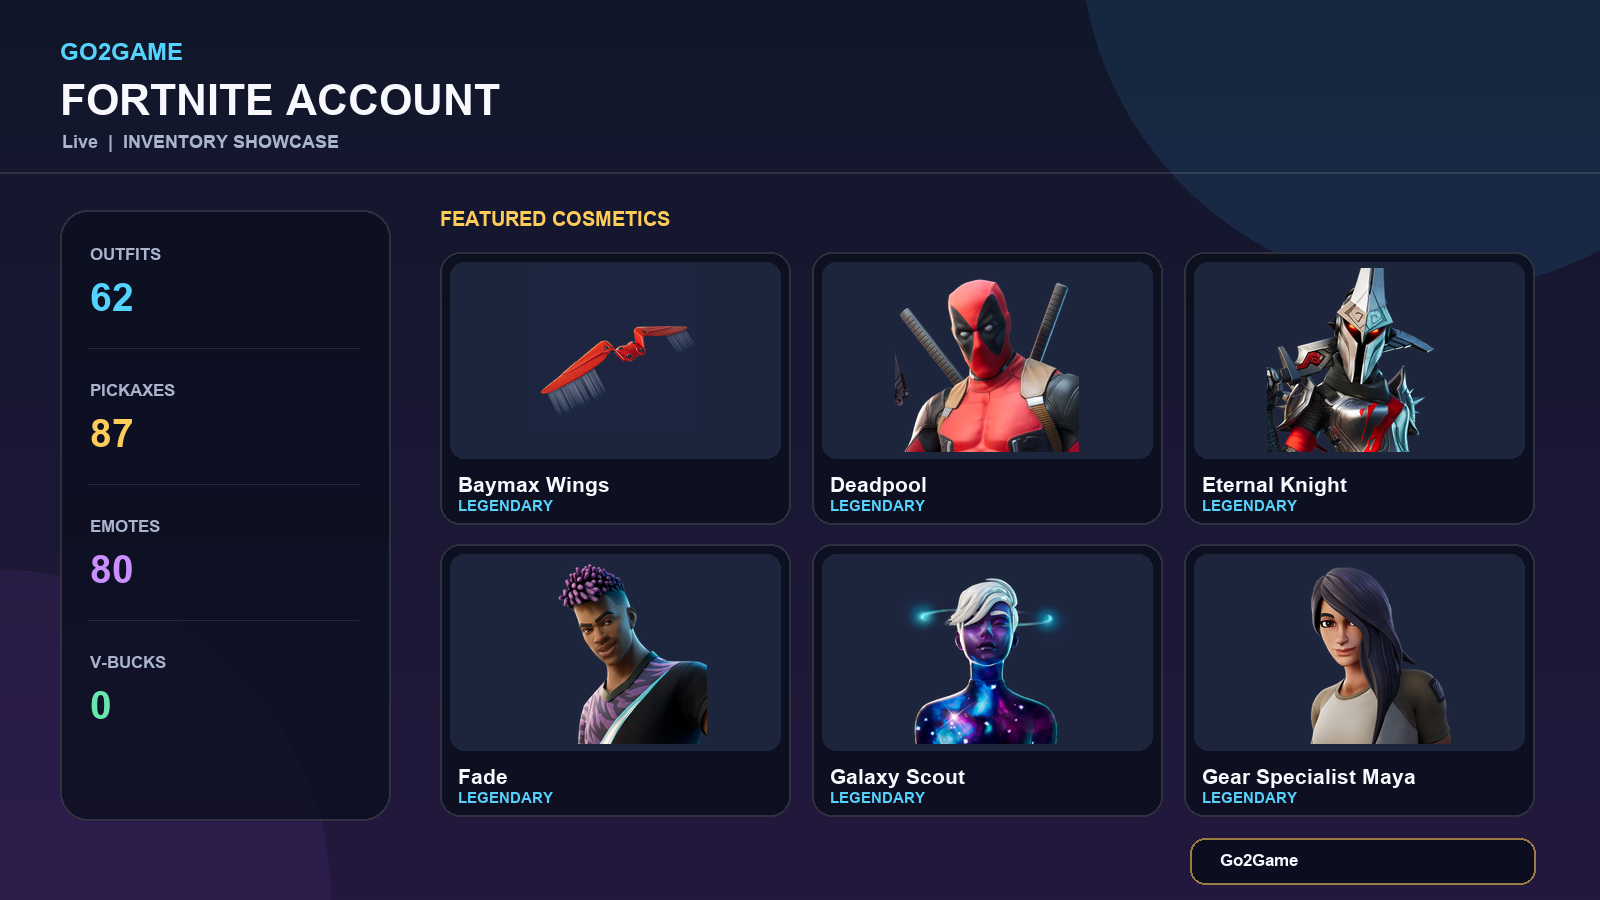 GO2GAME
FORTNITE ACCOUNT
Live | INVENTORY SHOWCASE
OUTFITS
62
PICKAXES
87
EMOTES
80
V-BUCKS
0
FEATURED COSMETICS
Baymax Wings
LEGENDARY
Deadpool
LEGENDARY
Eternal Knight
LEGENDARY
Fade
LEGENDARY
Galaxy Scout
LEGENDARY
Gear Specialist Maya
LEGENDARY
Go2Game